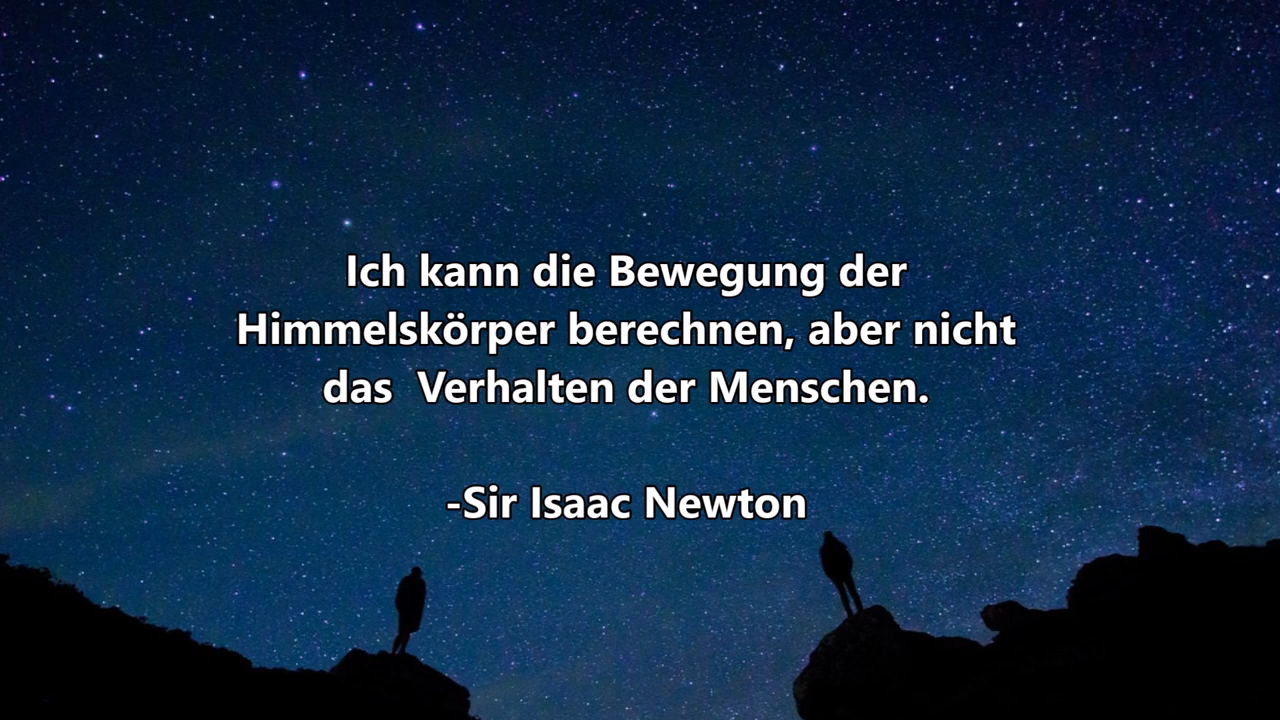 Ich kann die Bewegung der
Himmelskörper berechnen, aber nicht
das  Verhalten der Menschen.
-Sir Isaac Newton